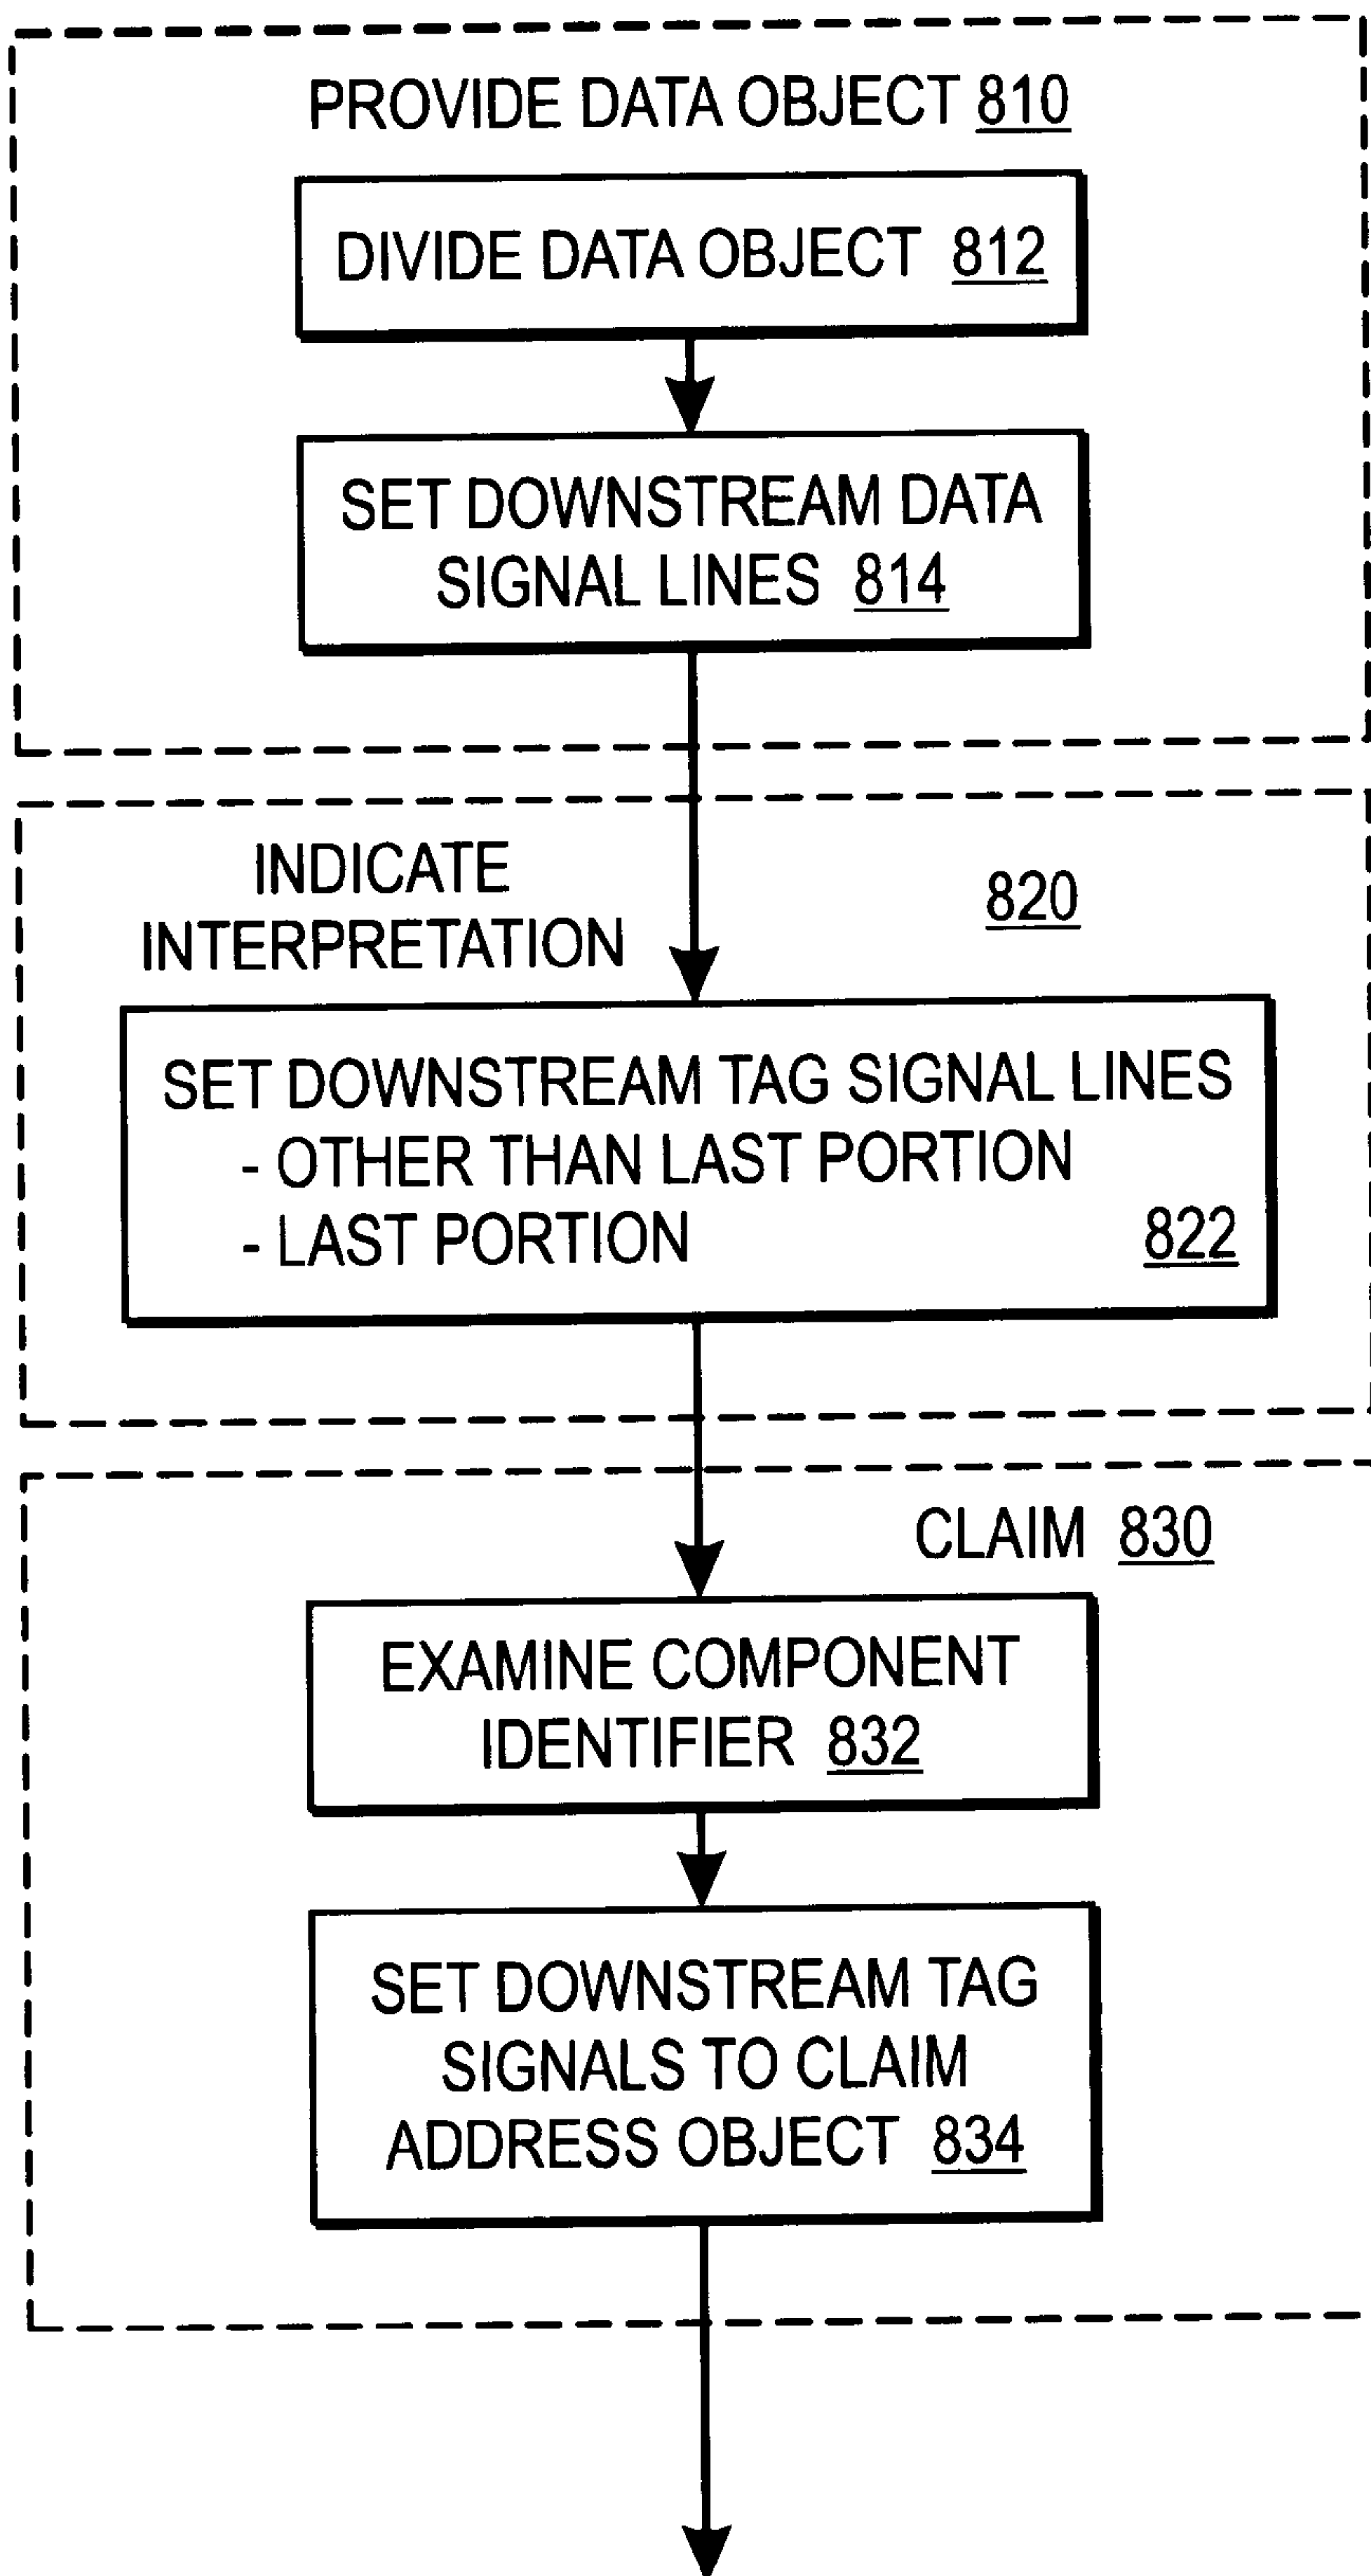 PROVIDE DATA OBJECT 810
DIVIDE DATA OBJECT 812
SET DOWNSTREAM DATA
SIGNAL LINES 814
INDICATE
INTERPRETATION
820
SET DOWNSTREAM TAG SIGNAL LINES
- OTHER THAN LAST PORTION
- LAST PORTION 822
CLAIM 830
EXAMINE COMPONENT
IDENTIFIER 832
SET DOWNSTREAM TAG
SIGNALS TO CLAIM
ADDRESS OBJECT 834